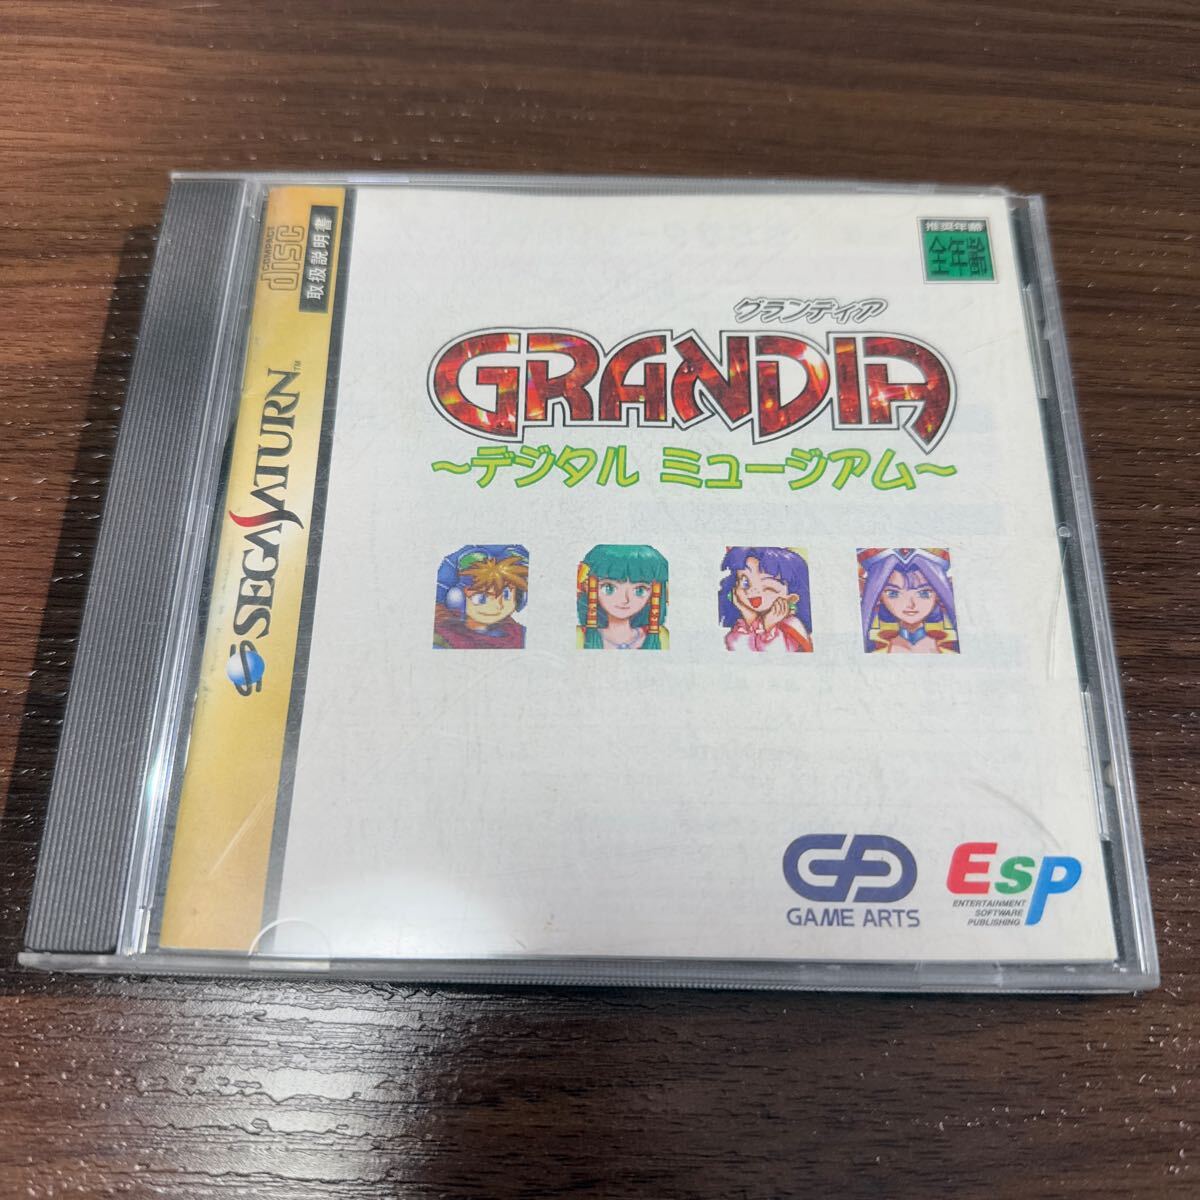 COMPACT
disc
取扱説明書
SEGA SATURN™
推奨年齢
全年齢
グランディア
GRANDIA
～デジタル ミュージアム～
GAME ARTS
ESP
ENTERTAINMENT
SOFTWARE
PUBLISHING